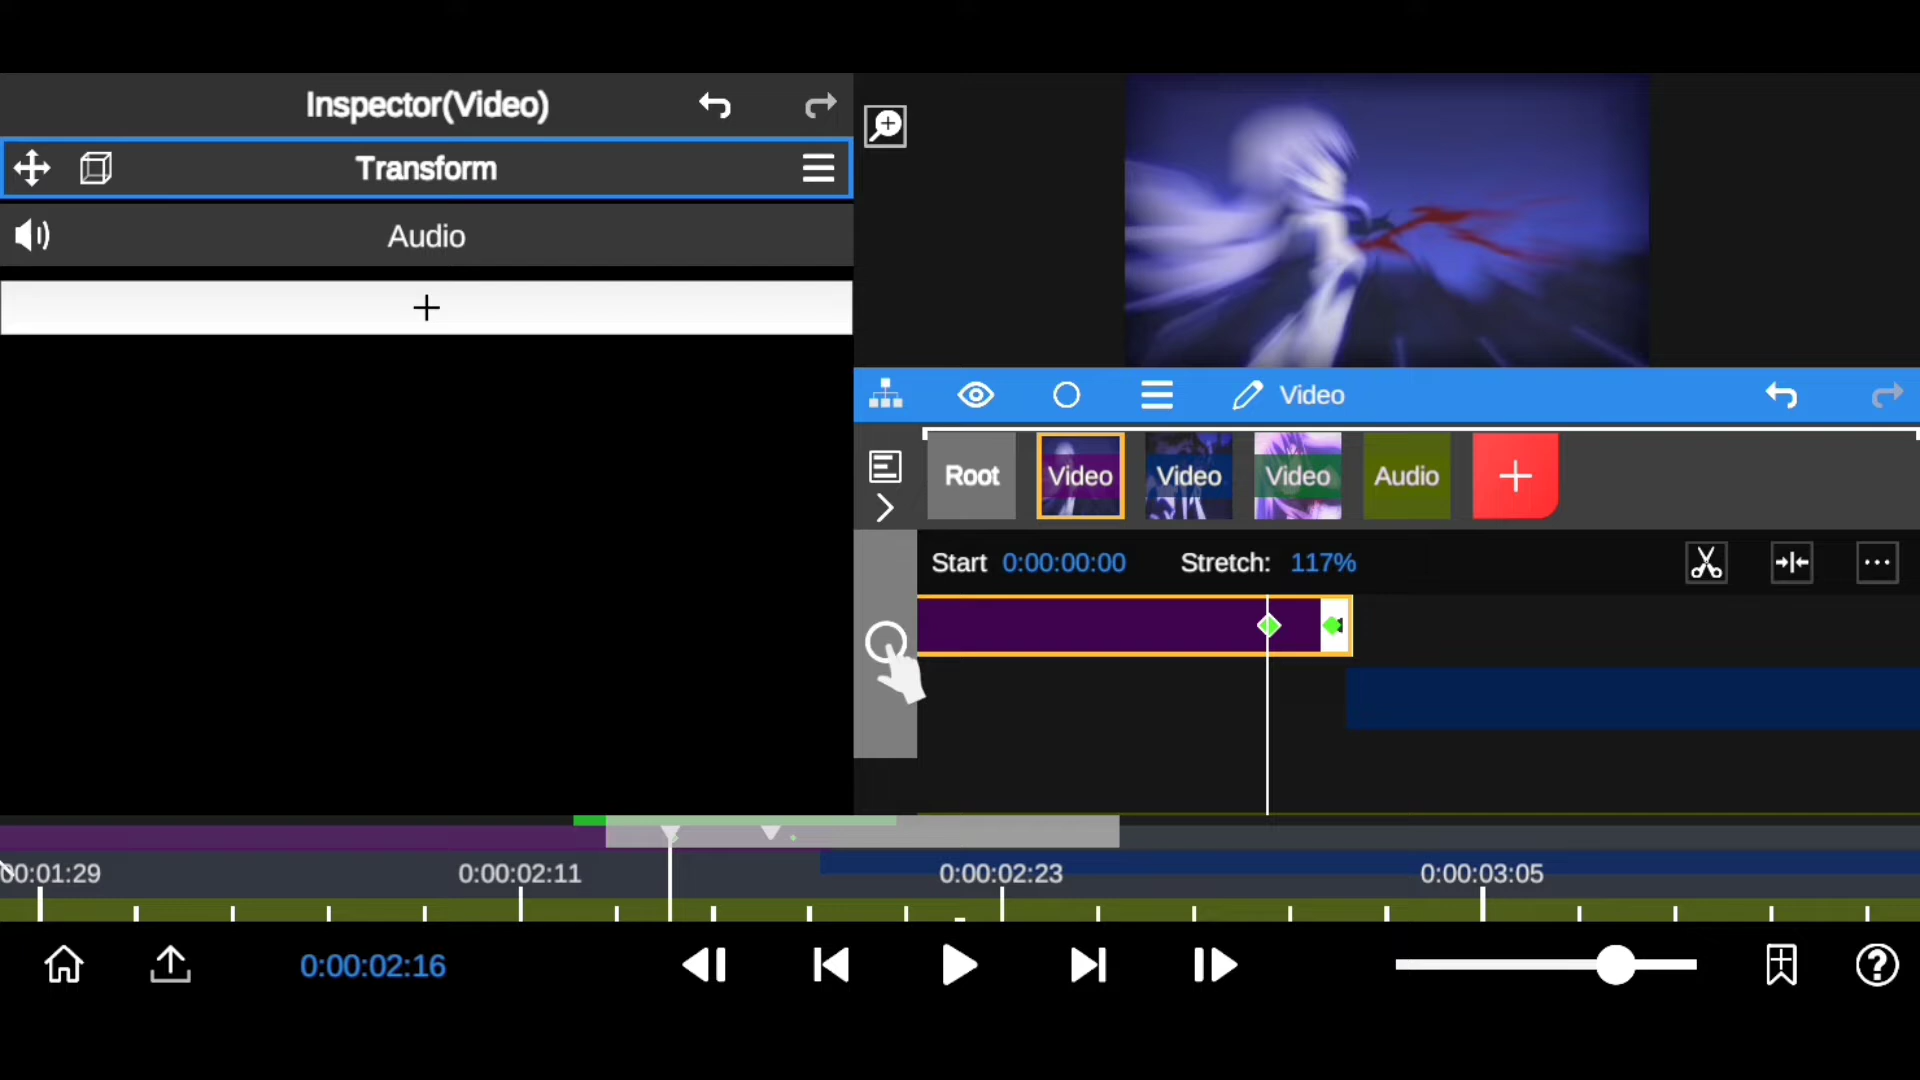 Inspector(Video)
Transform
Audio
Video
Root
Video
Video
Video
Audio
Start 0:00:00:00 Stretch: 117%
00:01:29 0:00:02:11 0:00:02:23 0:00:03:05
0:00:02:16